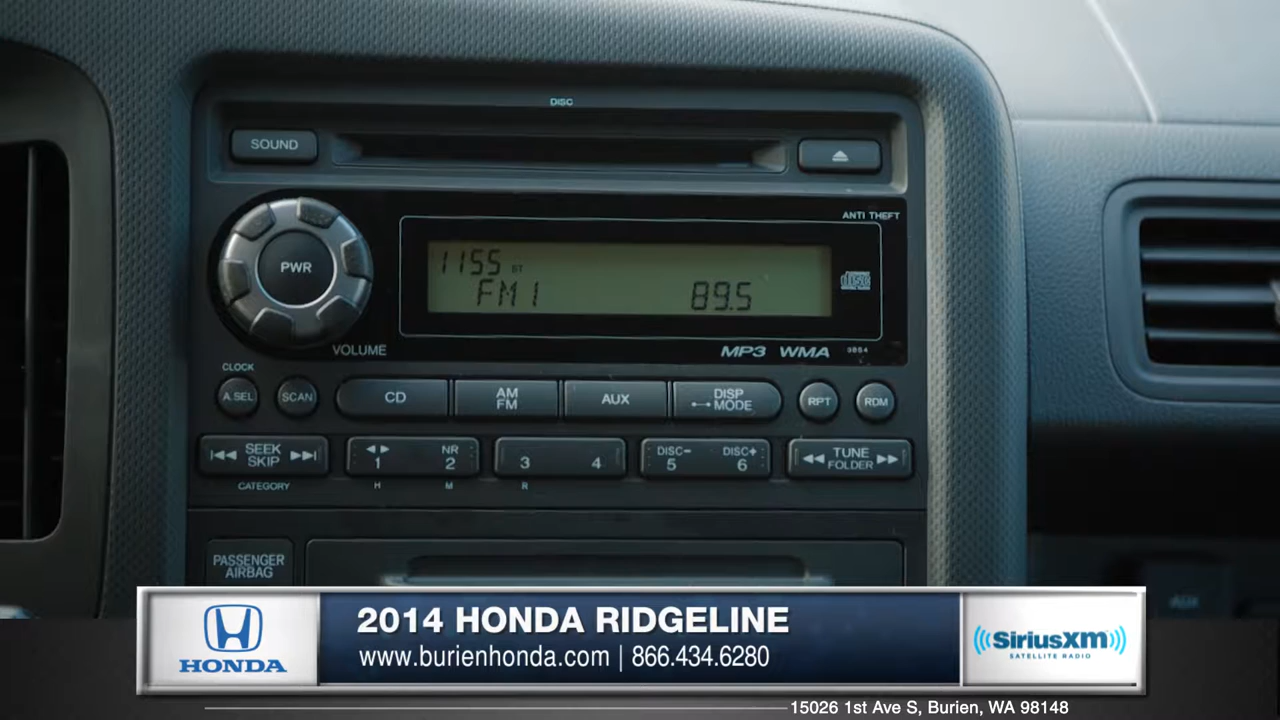 DISC
SOUND
ANTI THEFT
PWR
1155 ST
FM1 89.5
disc
VOLUME
MP3 WMA 3BS4
CLOCK
A.SEL SCAN CD AM FM AUX DISP MODE RPT RDM
SEEK SKIP 1 NR 2 3 4 DISC- 5 DISC+ 6 TUNE FOLDER
CATEGORY H M R
PASSENGER
AIRBAG
2014 HONDA RIDGELINE
www.burienhonda.com | 866.434.6280
HONDA
SiriusXM
SATELLITE RADIO
15026 1st Ave S, Burien, WA 98148